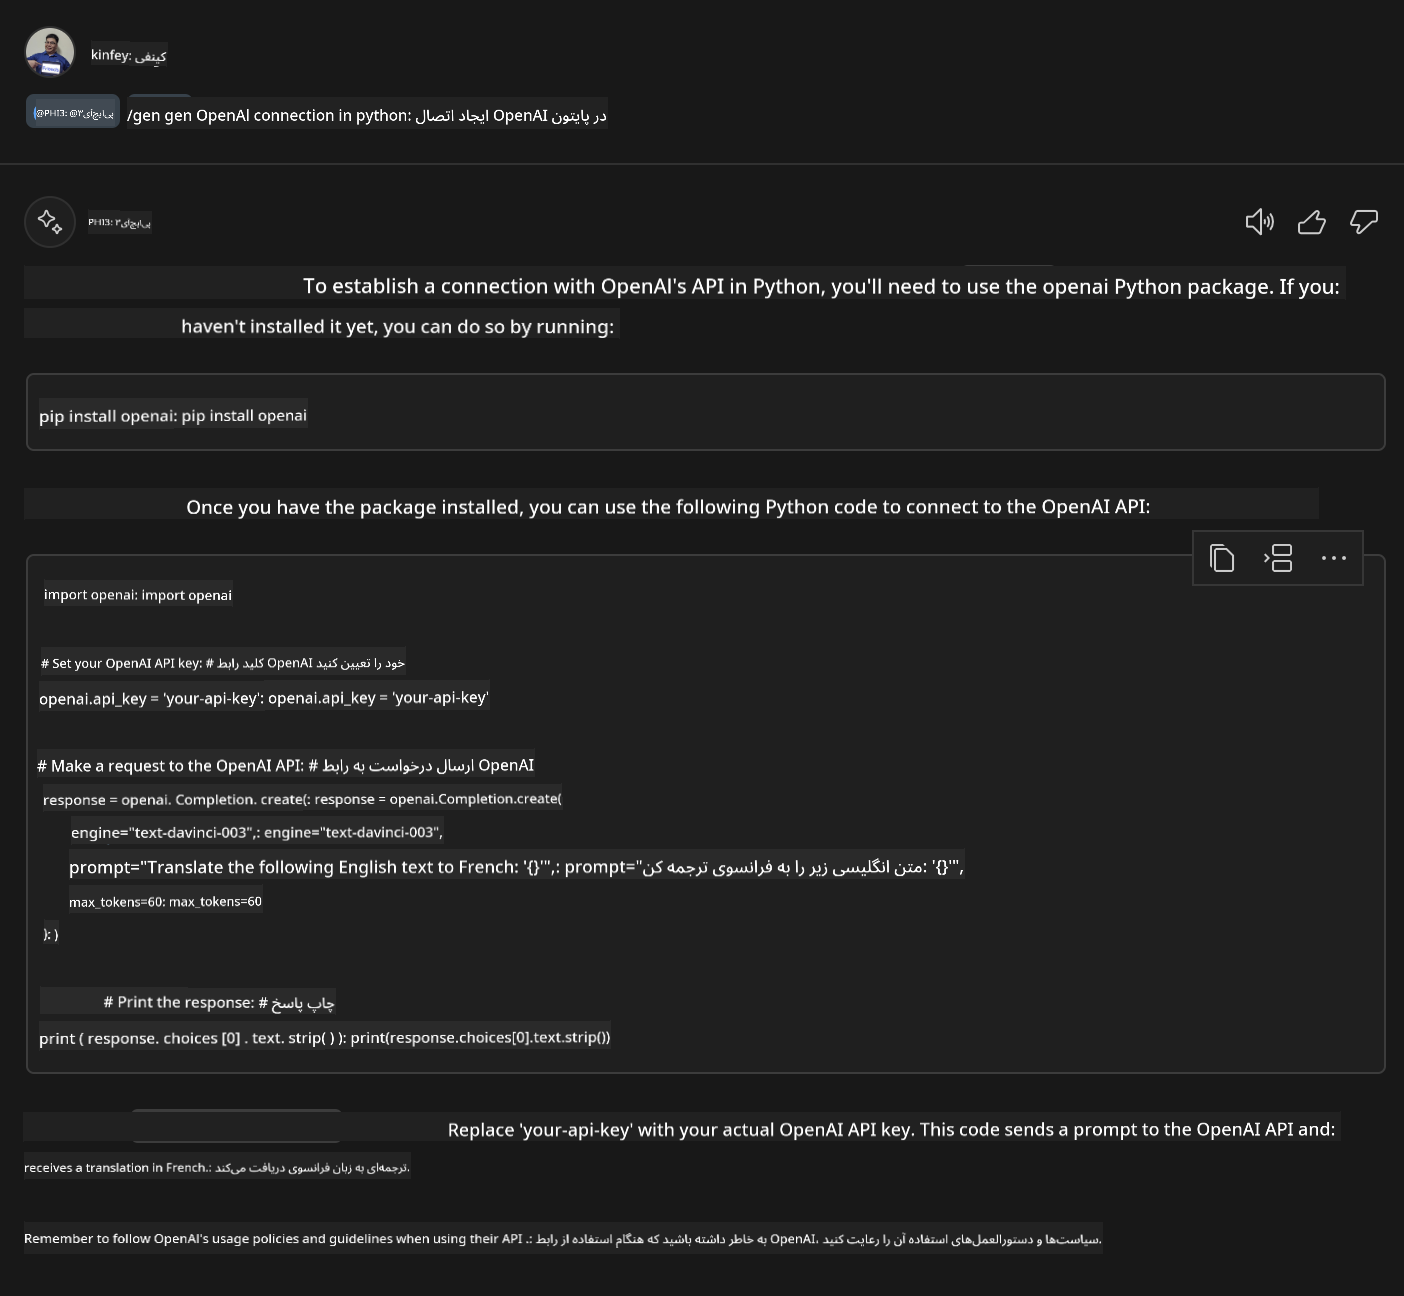 kinfey: کینفی
@PHI3: @پی‌اچ‌آی۳ /gen gen OpenAI connection in python: ایجاد اتصال OpenAI در پایتون
PHI3: پی‌اچ‌آی۳
To establish a connection with OpenAI's API in Python, you'll need to use the openai Python package. If you:
haven't installed it yet, you can do so by running:
pip install openai: pip install openai
Once you have the package installed, you can use the following Python code to connect to the OpenAI API:
import openai: import openai
# Set your OpenAI API key: # کلید رابط OpenAI خود را تعیین کنید
openai.api_key = 'your-api-key': openai.api_key = 'your-api-key'
# Make a request to the OpenAI API: # ارسال درخواست به رابط OpenAI
response = openai. Completion. create(: response = openai.Completion.create(
engine="text-davinci-003",: engine="text-davinci-003",
prompt="Translate the following English text to French: '{}'",: prompt="متن انگلیسی زیر را به فرانسوی ترجمه کن: '{}'",
max_tokens=60: max_tokens=60
): )
# Print the response: # چاپ پاسخ
print ( response. choices [0] . text. strip( ) ): print(response.choices[0].text.strip())
Replace 'your-api-key' with your actual OpenAI API key. This code sends a prompt to the OpenAI API and:
receives a translation in French.: ترجمه‌ای به زبان فرانسوی دریافت می‌کند.
Remember to follow OpenAI's usage policies and guidelines when using their API .: به خاطر داشته باشید که هنگام استفاده از رابط OpenAI، سیاست‌ها و دستورالعمل‌های استفاده آن را رعایت کنید.